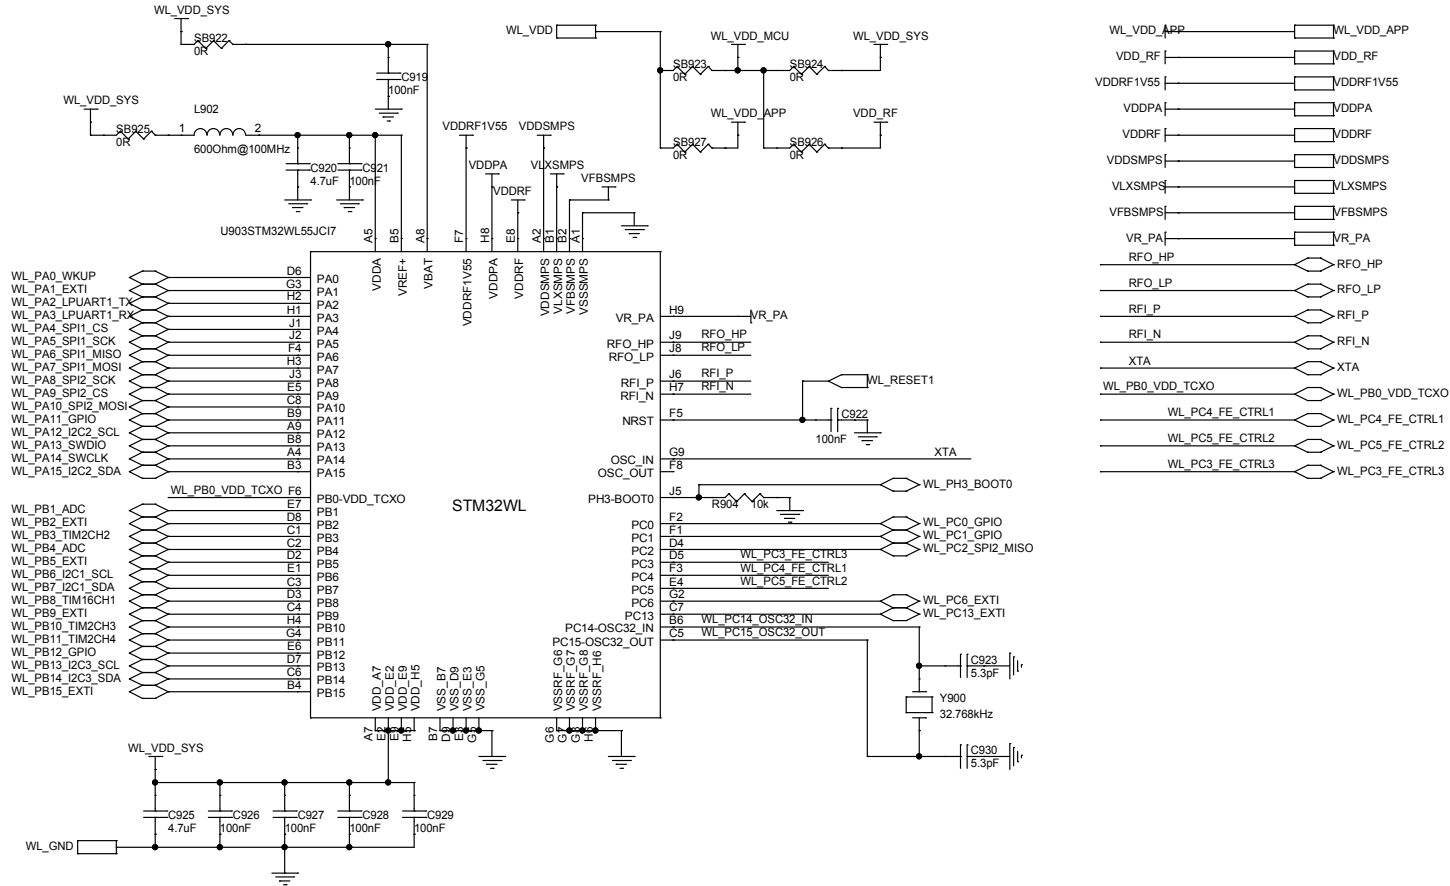 WL_VDD_SYS
SB922
0R
C919
100nF
WL_VDD_SYS
SB925
0R
L902
1 2
600Ohm@100MHz
C920
4.7uF
C921
100nF
WL_VDD
WL_VDD_MCU
SB923
0R
SB924
0R
WL_VDD_SYS
WL_VDD_APP
SB927
0R
SB926
0R
VDD_RF
VDDRF1V55
VDDPA
VDDRF
VDDSMPS
VLXSMPS
VFBSMPS
U903STM32WL55JCI7
A5 VDDA
B5 VREF+
A8 VBAT
F7 VDDRF1V55
H8 VDDPA
E8 VDDRF
A2 VDDSMPS
B1 VLXSMPS
B2 VFBSMPS
A1 VSSSMPS
WL_PA0_WKUP D6 PA0
WL_PA1_EXTI G3 PA1
WL_PA2_LPUART1_TX H2 PA2
WL_PA3_LPUART1_RX H1 PA3
WL_PA4_SPI1_CS J1 PA4
WL_PA5_SPI1_SCK J2 PA5
WL_PA6_SPI1_MISO F4 PA6
WL_PA7_SPI1_MOSI H3 PA7
WL_PA8_SPI2_SCK J3 PA8
WL_PA9_SPI2_CS E5 PA9
WL_PA10_SPI2_MOSI C8 PA10
WL_PA11_GPIO B9 PA11
WL_PA12_I2C2_SCL A9 PA12
WL_PA13_SWDIO B8 PA13
WL_PA14_SWCLK A4 PA14
WL_PA15_I2C2_SDA B3 PA15
WL_PB0_VDD_TCXO F6 PB0-VDD_TCXO
WL_PB1_ADC E7 PB1
WL_PB2_EXTI D8 PB2
WL_PB3_TIM2CH2 C1 PB3
WL_PB4_ADC C2 PB4
WL_PB5_EXTI D2 PB5
WL_PB6_I2C1_SCL E1 PB6
WL_PB7_I2C1_SDA C3 PB7
WL_PB8_TIM16CH1 D3 PB8
WL_PB9_EXTI C4 PB9
WL_PB10_TIM2CH3 H4 PB10
WL_PB11_TIM2CH4 G4 PB11
WL_PB12_GPIO E6 PB12
WL_PB13_I2C3_SCL D7 PB13
WL_PB14_I2C3_SDA C6 PB14
WL_PB15_EXTI B4 PB15
STM32WL
VR_PA H9 VR_PA
RFO_HP J9 RFO_HP
RFO_LP J8 RFO_LP
RFI_P J6 RFI_P
RFI_N H7 RFI_N
NRST F5
WL_RESET1
C922
100nF
OSC_IN G9 XTA
OSC_OUT F8
PH3-BOOT0 J5
WL_PH3_BOOT0
R904 10k
PC0 F2 WL_PC0_GPIO
PC1 F1 WL_PC1_GPIO
PC2 D4 WL_PC2_SPI2_MISO
PC3 D5 WL_PC3_FE_CTRL3
PC4 F3 WL_PC4_FE_CTRL1
PC5 E4 WL_PC5_FE_CTRL2
PC6 G2 WL_PC6_EXTI
PC13 C7 WL_PC13_EXTI
PC14-OSC32_IN B6 WL_PC14_OSC32_IN
PC15-OSC32_OUT C5 WL_PC15_OSC32_OUT
C923
5.3pF
Y900
32.768kHz
C930
5.3pF
VDD_A7 A7
VDD_E2 E2
VDD_E9 E9
VDD_H5 H5
VSS_B7 B7
VSS_D9 D9
VSS_E3 E3
VSS_G5 G5
VSSRF_G6 G6
VSSRF_G7 G7
VSSRF_G8 G8
VSSRF_H6 H6
WL_VDD_SYS
C925
4.7uF
C926
100nF
C927
100nF
C928
100nF
C929
100nF
WL_GND
WL_VDD_APP WL_VDD_APP
VDD_RF VDD_RF
VDDRF1V55 VDDRF1V55
VDDPA VDDPA
VDDRF VDDRF
VDDSMPS VDDSMPS
VLXSMPS VLXSMPS
VFBSMPS VFBSMPS
VR_PA VR_PA
RFO_HP RFO_HP
RFO_LP RFO_LP
RFI_P RFI_P
RFI_N RFI_N
XTA XTA
WL_PB0_VDD_TCXO WL_PB0_VDD_TCXO
WL_PC4_FE_CTRL1 WL_PC4_FE_CTRL1
WL_PC5_FE_CTRL2 WL_PC5_FE_CTRL2
WL_PC3_FE_CTRL3 WL_PC3_FE_CTRL3